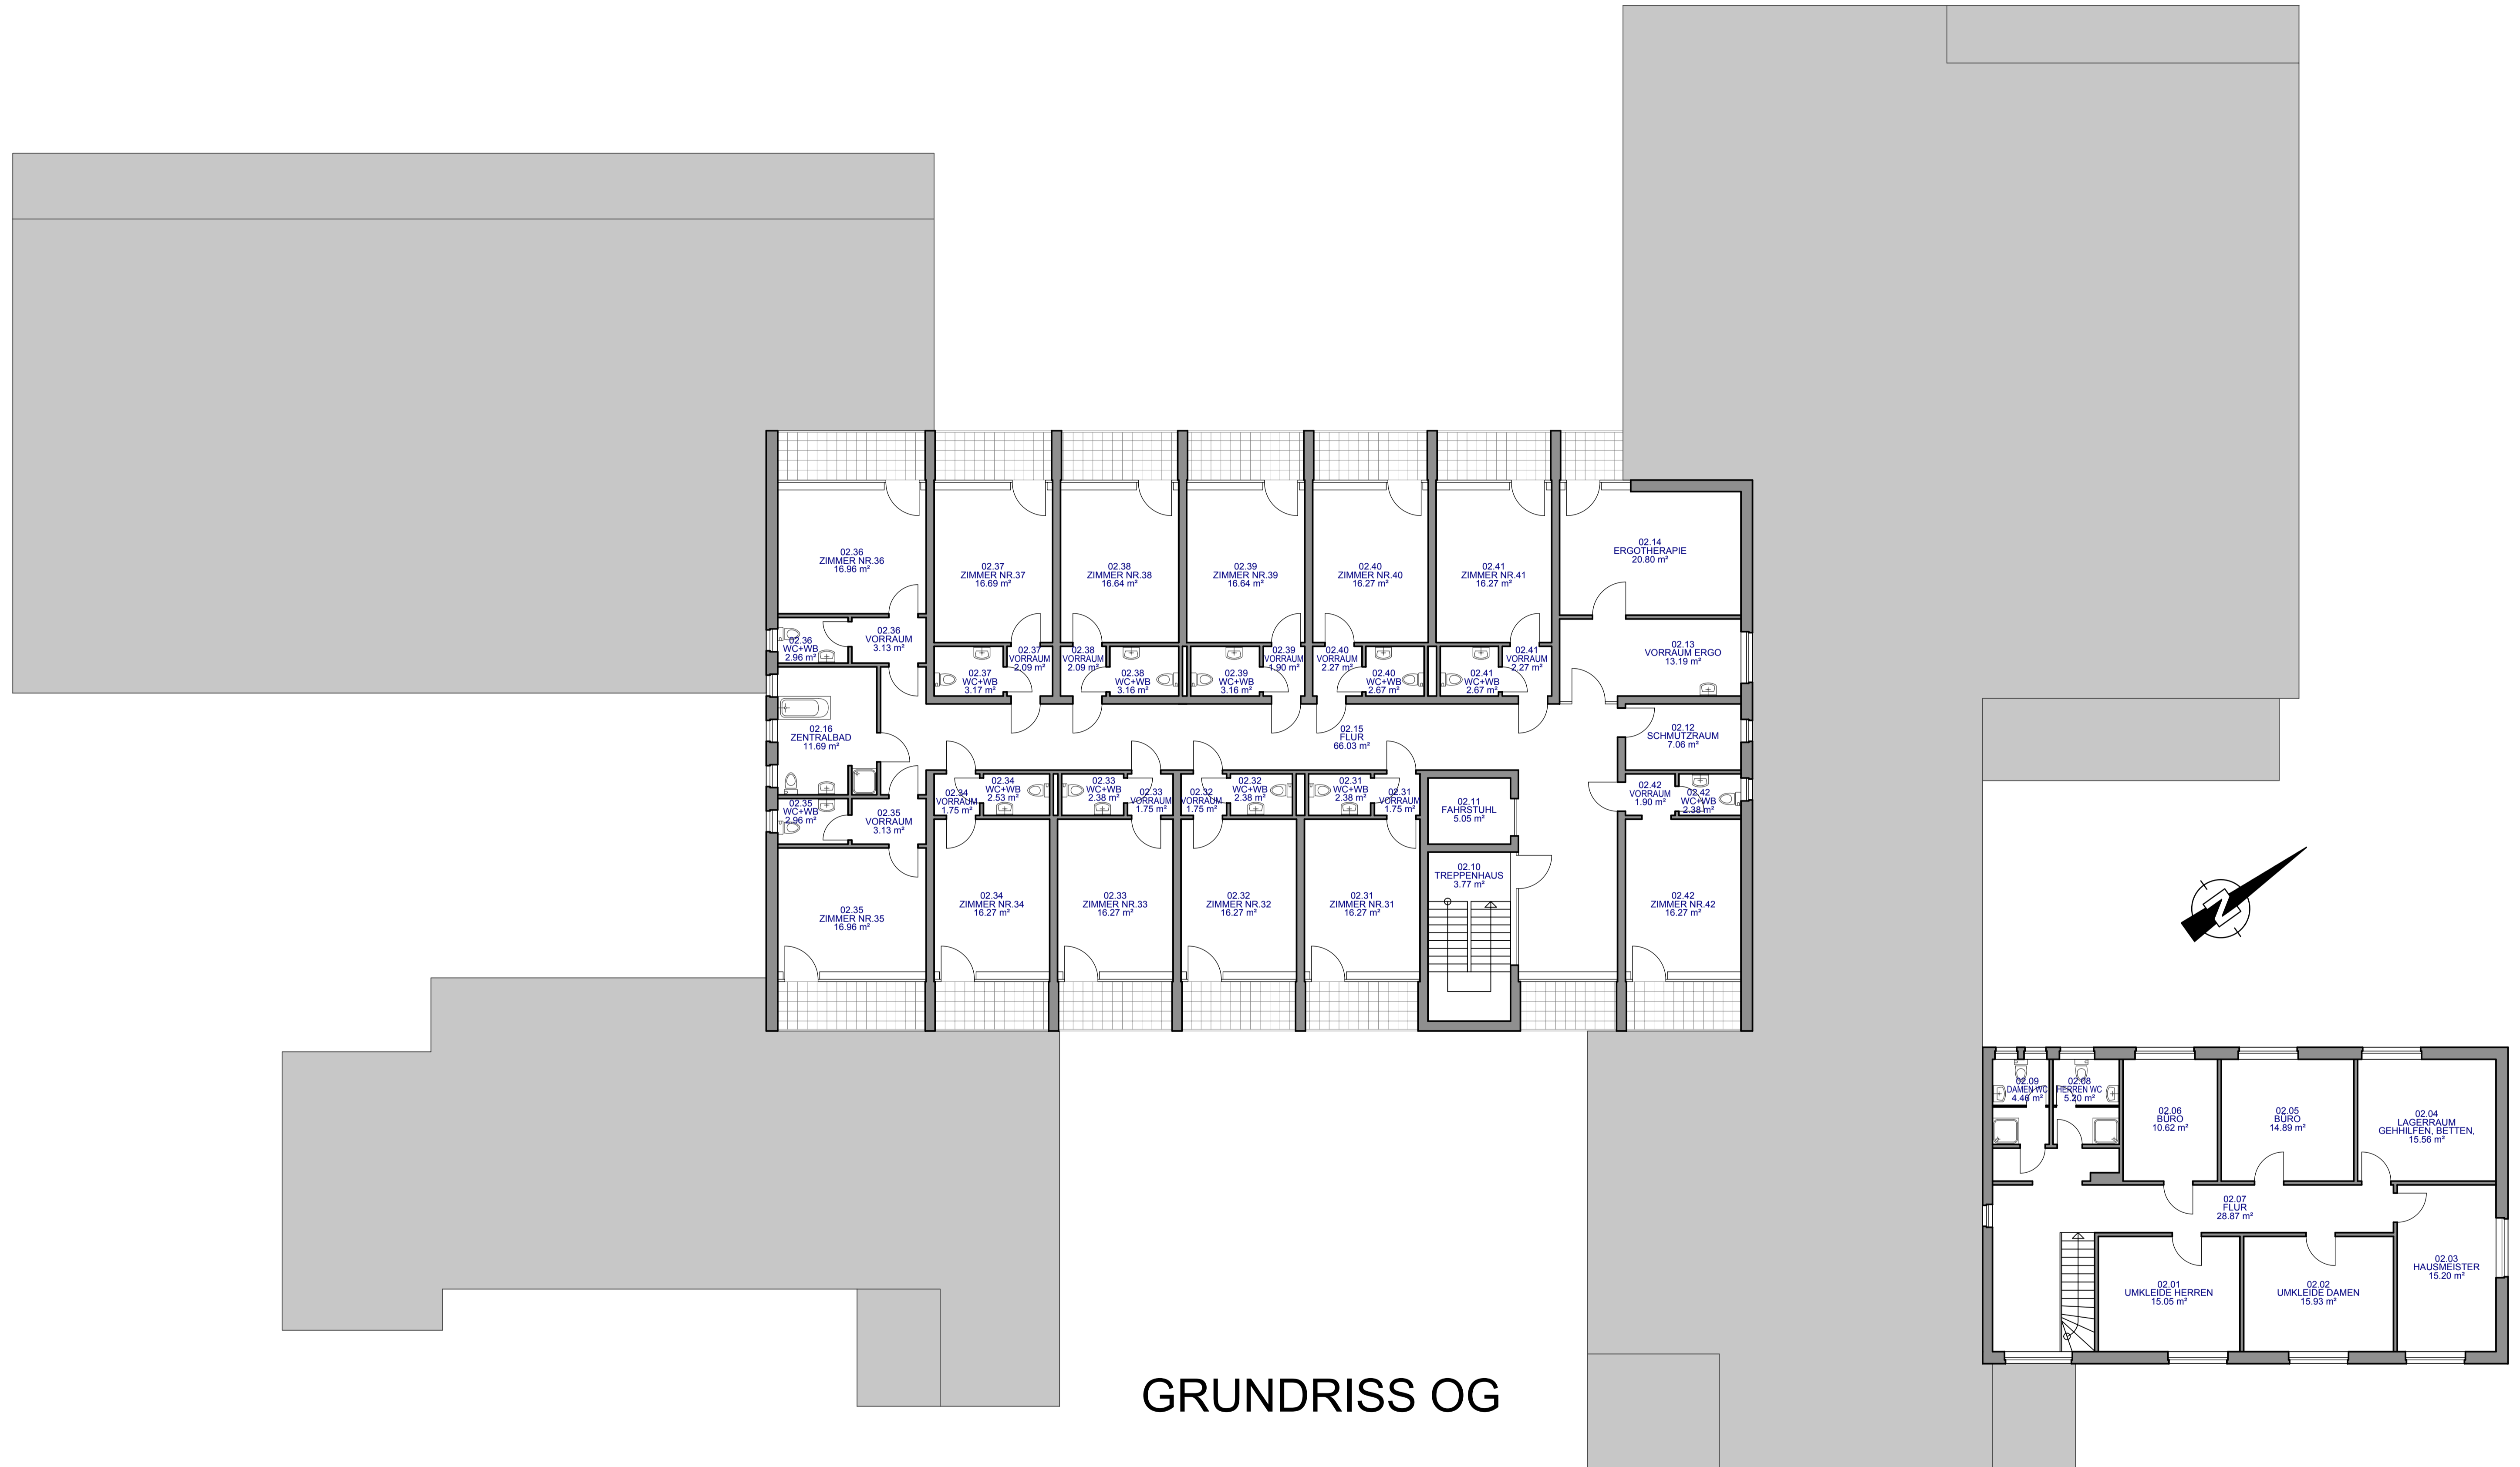 02.36
ZIMMER NR.36
16.96 m²
02.37
ZIMMER NR.37
16.69 m²
02.38
ZIMMER NR.38
16.64 m²
02.39
ZIMMER NR.39
16.64 m²
02.40
ZIMMER NR.40
16.27 m²
02.41
ZIMMER NR.41
16.27 m²
02.14
ERGOTHERAPIE
20.80 m²
02.36
WC+WB
2.96 m²
02.36
VORRAUM
3.13 m²
02.37
WC+WB
3.17 m²
02.37
VORRAUM
2.09 m²
02.38
VORRAUM
2.09 m²
02.38
WC+WB
3.16 m²
02.39
WC+WB
3.16 m²
02.39
VORRAUM
1.90 m²
02.40
VORRAUM
2.27 m²
02.40
WC+WB
2.67 m²
02.41
WC+WB
2.67 m²
02.41
VORRAUM
2.27 m²
02.13
VORRAUM ERGO
13.19 m²
02.16
ZENTRALBAD
11.69 m²
02.15
FLUR
66.03 m²
02.12
SCHMUTZRAUM
7.06 m²
02.35
WC+WB
2.96 m²
02.35
VORRAUM
3.13 m²
02.34
VORRAUM
1.75 m²
02.34
WC+WB
2.53 m²
02.33
WC+WB
2.38 m²
02.33
VORRAUM
1.75 m²
02.32
VORRAUM
1.75 m²
02.32
WC+WB
2.38 m²
02.31
WC+WB
2.38 m²
02.31
VORRAUM
1.75 m²
02.11
FAHRSTUHL
5.05 m²
02.42
VORRAUM
1.90 m²
02.42
WC+WB
2.38 m²
02.35
ZIMMER NR.35
16.96 m²
02.34
ZIMMER NR.34
16.27 m²
02.33
ZIMMER NR.33
16.27 m²
02.32
ZIMMER NR.32
16.27 m²
02.31
ZIMMER NR.31
16.27 m²
02.10
TREPPENHAUS
3.77 m²
02.42
ZIMMER NR.42
16.27 m²
N
02.09
DAMEN WC
4.46 m²
02.08
HERREN WC
5.20 m²
02.06
BÜRO
10.62 m²
02.05
BÜRO
14.89 m²
02.04
LAGERRAUM
GEHHILFEN, BETTEN,
15.56 m²
02.07
FLUR
28.87 m²
02.01
UMKLEIDE HERREN
15.05 m²
02.02
UMKLEIDE DAMEN
15.93 m²
02.03
HAUSMEISTER
15.20 m²
GRUNDRISS OG